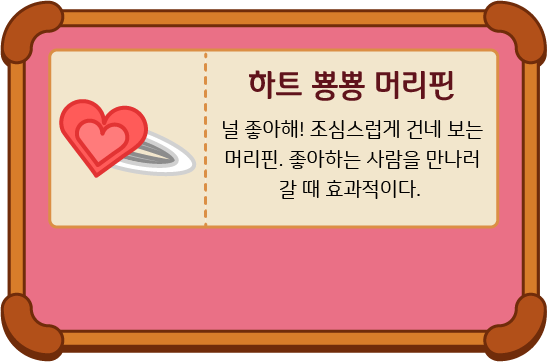 하트 뿅뿅 머리핀
널 좋아해! 조심스럽게 건네 보는
머리핀. 좋아하는 사람을 만나러
갈 때 효과적이다.